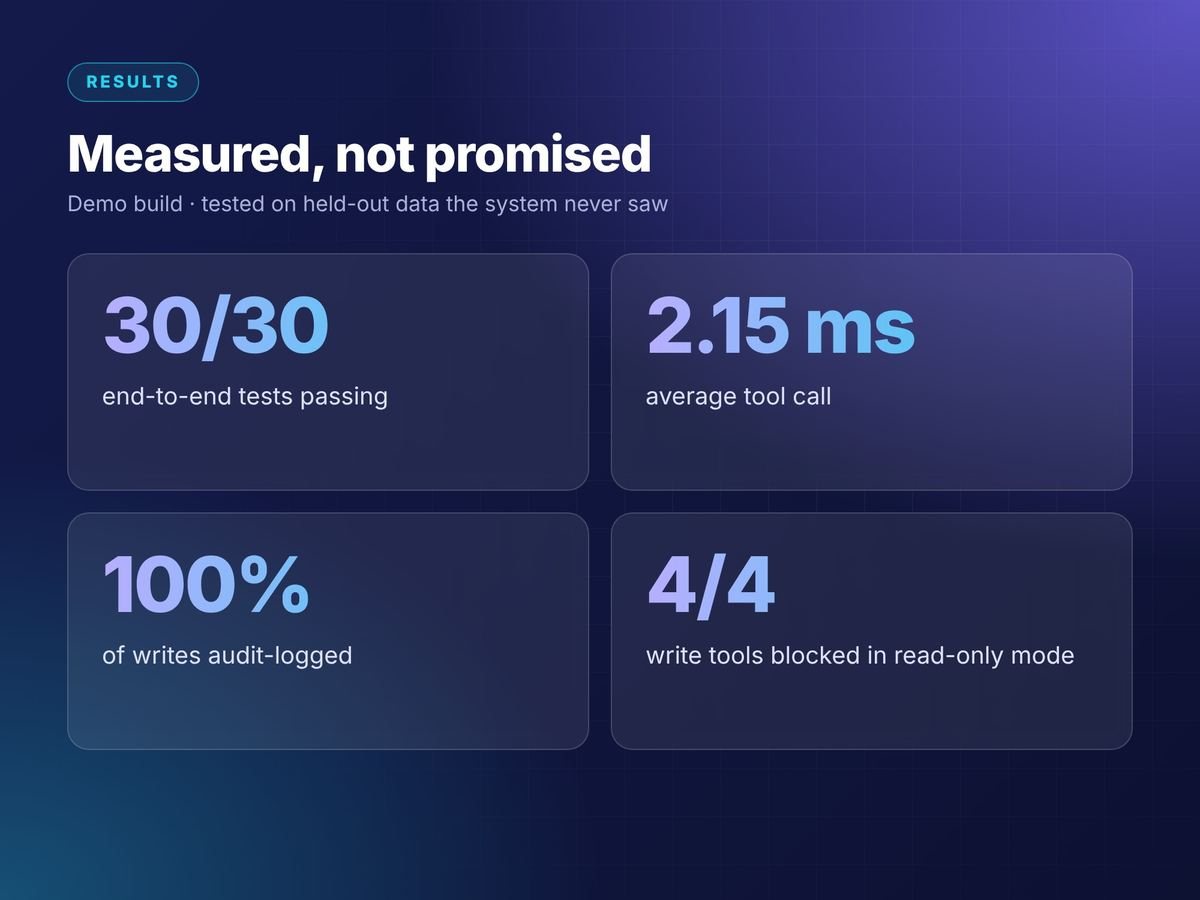 RESULTS
Measured, not promised
Demo build · tested on held-out data the system never saw
30/30
end-to-end tests passing
2.15 ms
average tool call
100%
of writes audit-logged
4/4
write tools blocked in read-only mode